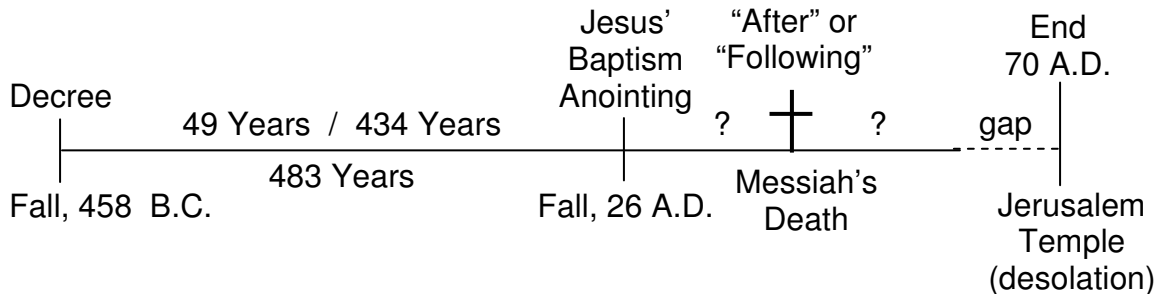 Jesus’
Baptism
Anointing
“After” or
“Following”
End
70 A.D.
Decree
49 Years / 434 Years
?
?
gap
483 Years
Fall, 458 B.C.
Fall, 26 A.D.
Messiah’s
Death
Jerusalem
Temple
(desolation)